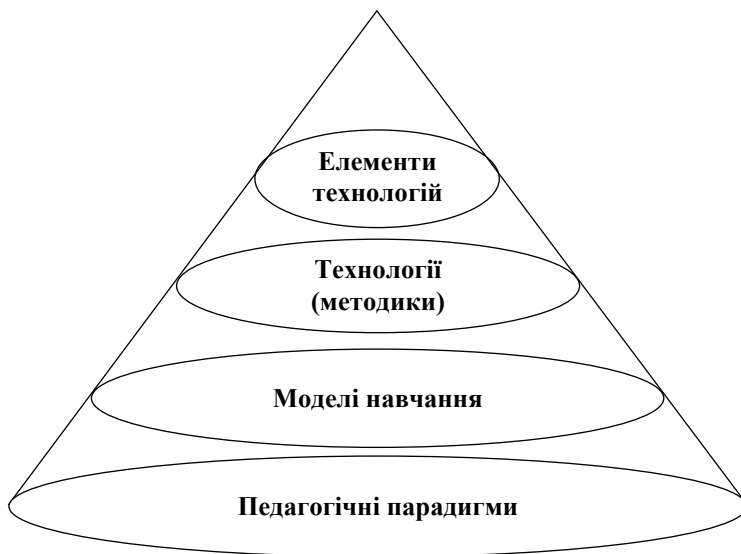 Елементи
технологій
Технології
(методики)
Моделі навчання
Педагогічні парадигми